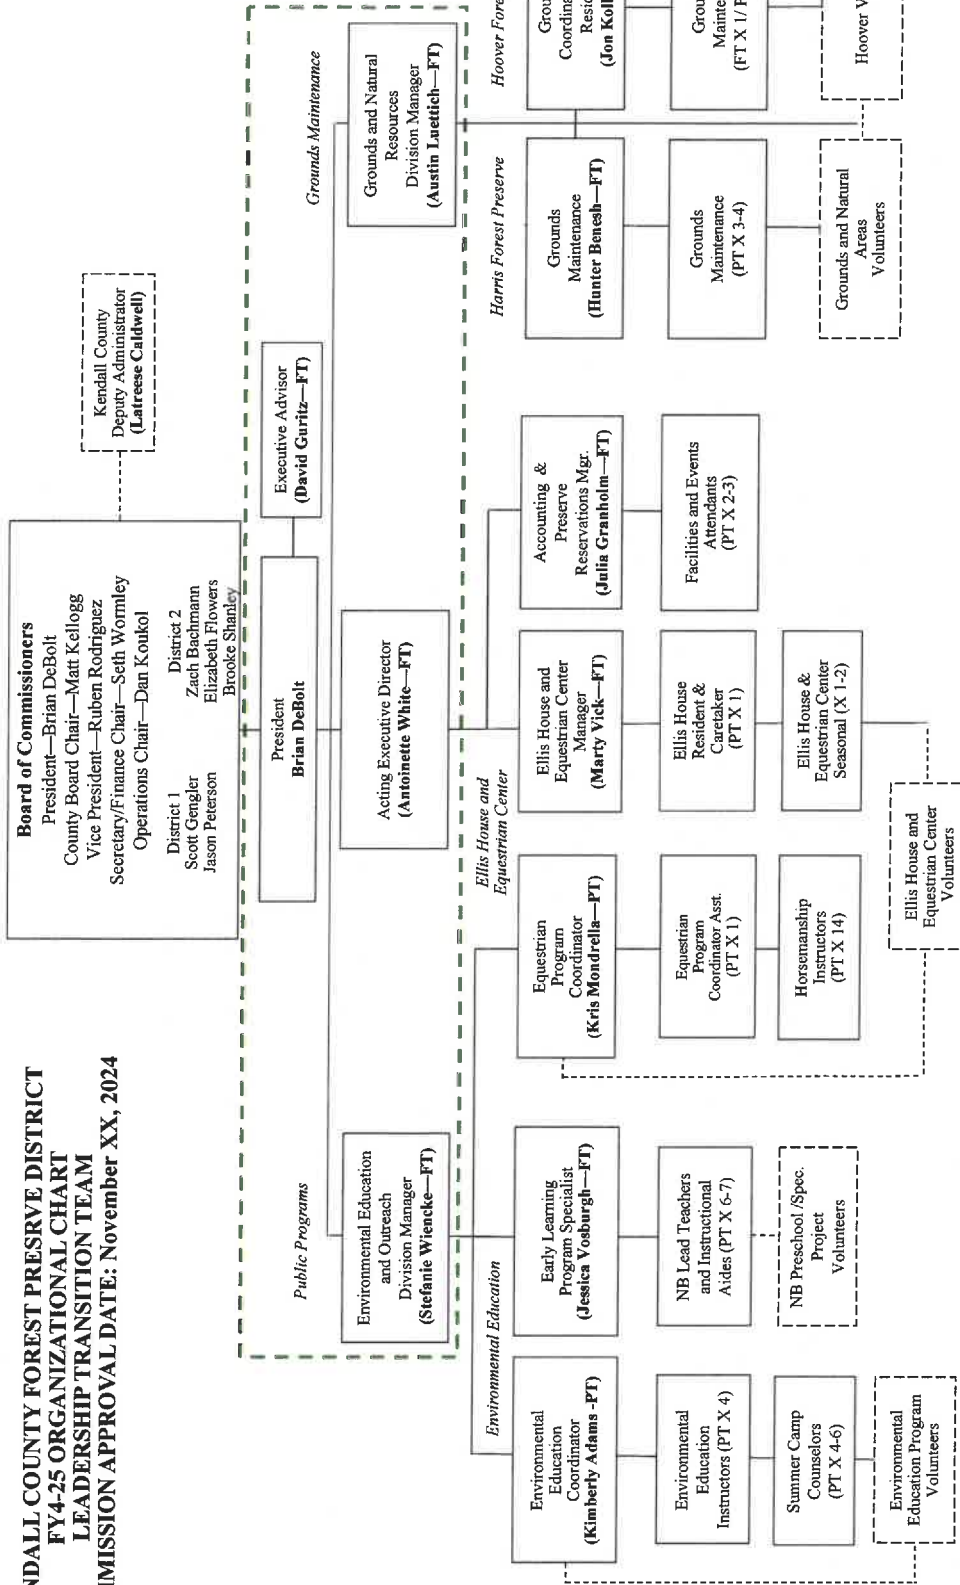 NDALL COUNTY FOREST PRESERVE DISTRICT
FY4-25 ORGANIZATIONAL CHART
LEADERSHIP TRANSITION TEAM
MISSION APPROVAL DATE: November XX, 2024
Board of Commissioners
President—Brian DeBolt
County Board Chair—Matt Kellogg
Vice President—Ruben Rodriguez
Secretary/Finance Chair—Seth Wormley
Operations Chair—Dan Koukol
District 1
Scott Gengler
Jason Peterson
District 2
Zach Bachmann
Elizabeth Flowers
Brooke Shanley
Kendall County
Deputy Administrator
(Latreese Caldwell)
President
Brian DeBolt
Executive Advisor
(David Guritz—FT)
Public Programs
Environmental Education
and Outreach
Division Manager
(Stefanie Wiencke—FT)
Acting Executive Director
(Antoinette White—FT)
Grounds Maintenance
Grounds and Natural
Resources
Division Manager
(Austin Luettich—FT)
Environmental Education
Environmental
Education
Coordinator
(Kimberly Adams -PT)
Environmental
Education
Instructors (PT X 4)
Summer Camp
Counselors
(PT X 4-6)
Environmental
Education Program
Volunteers
Early Learning
Program Specialist
(Jessica Vosburgh—FT)
NB Lead Teachers
and Instructional
Aides (PT X 6-7)
NB Preschool /Spec.
Project
Volunteers
Ellis House and
Equestrian Center
Equestrian
Program
Coordinator
(Kris Mondrella—PT)
Equestrian
Program
Coordinator Asst.
(PT X 1)
Horsemanship
Instructors
(PT X 14)
Ellis House and
Equestrian Center
Manager
(Marty Vick—FT)
Ellis House
Resident &
Caretaker
(PT X 1)
Ellis House &
Equestrian Center
Seasonal (X 1-2)
Ellis House and
Equestrian Center
Volunteers
Accounting &
Preserve
Reservations Mgr.
(Julia Granholm—FT)
Facilities and Events
Attendants
(PT X 2-3)
Harris Forest Preserve
Grounds
Maintenance
(Hunter Benesh—FT)
Grounds
Maintenance
(PT X 3-4)
Grounds and Natural
Areas
Volunteers
Hoover Fore
Grou
Coordina
Resi
(Jon Kol
Grou
Mainte
(FT X 1/ P
Hoover V